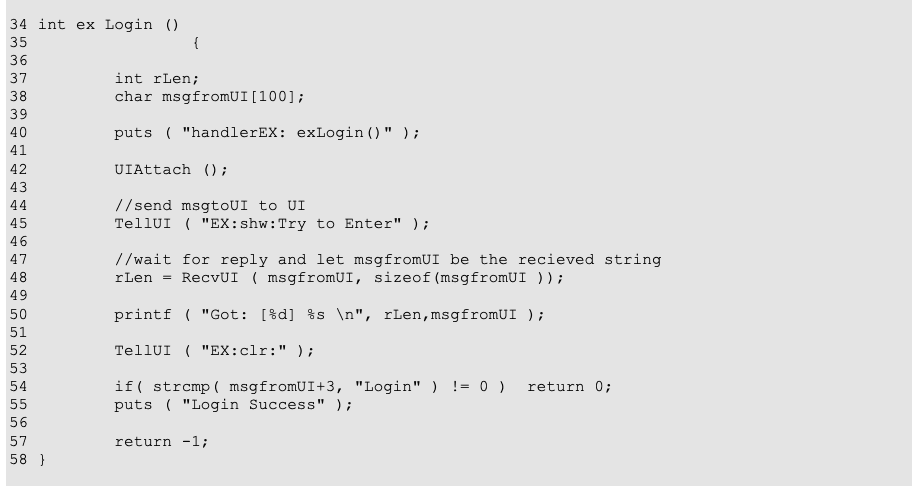 34 int ex Login ()
35 {
36
37 int rLen;
38 char msgfromUI[100];
39
40 puts ( "handlerEX: exLogin()" );
41
42 UIAttach ();
43
44 //send msgtoUI to UI
45 TellUI ( "EX:shw:Try to Enter" );
46
47 //wait for reply and let msgfromUI be the recieved string
48 rLen = RecvUI ( msgfromUI, sizeof(msgfromUI ));
49
50 printf ( "Got: [%d] %s \n", rLen,msgfromUI );
51
52 TellUI ( "EX:clr:" );
53
54 if( strcmp( msgfromUI+3, "Login" ) != 0 )  return 0;
55 puts ( "Login Success" );
56
57 return -1;
58 }